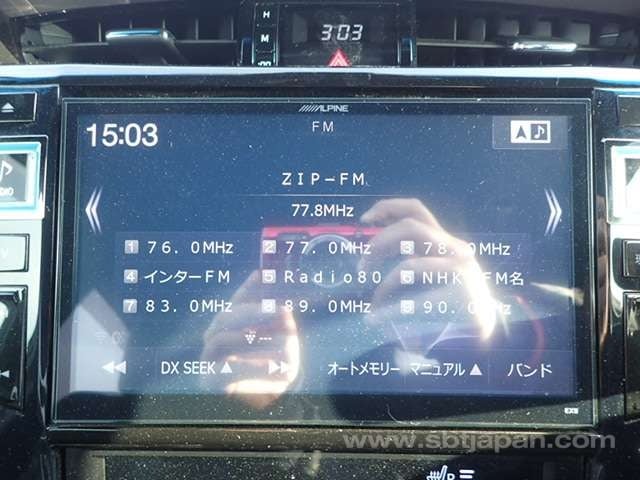 H
M
:00
3:03
ALPINE
15:03
FM
A
ZIP-FM
77.8MHz
1 76.0MHz 2 77.0MHz 3 78.0MHz
4 インターFM 5 Radio80 6 NHK FM名
7 83.0MHz 8 89.0MHz 90.0MHz
---
DX SEEK▲ オートメモリー マニュアル▲ バンド
www.sbtjapan.com
R